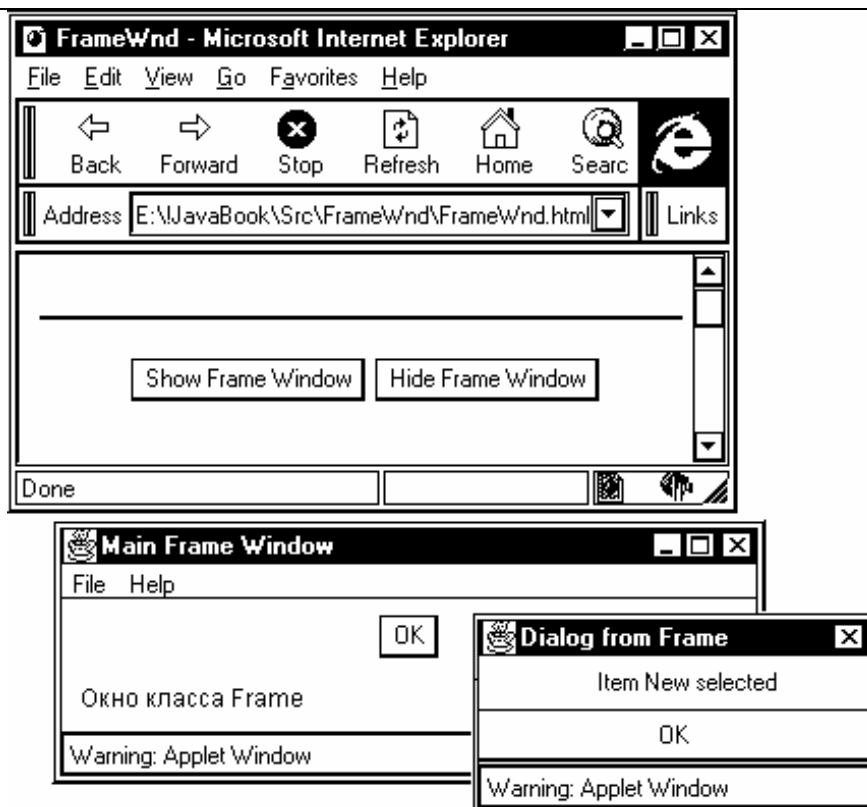 FrameWnd - Microsoft Internet Explorer
File Edit View Go Favorites Help
Back Forward Stop Refresh Home Searc
Address E:\!JavaBook\Src\FrameWnd\FrameWnd.html Links
Show Frame Window Hide Frame Window
Done
Main Frame Window
File Help
OK
Окно класса Frame
Warning: Applet Window
Dialog from Frame
Item New selected
OK
Warning: Applet Window